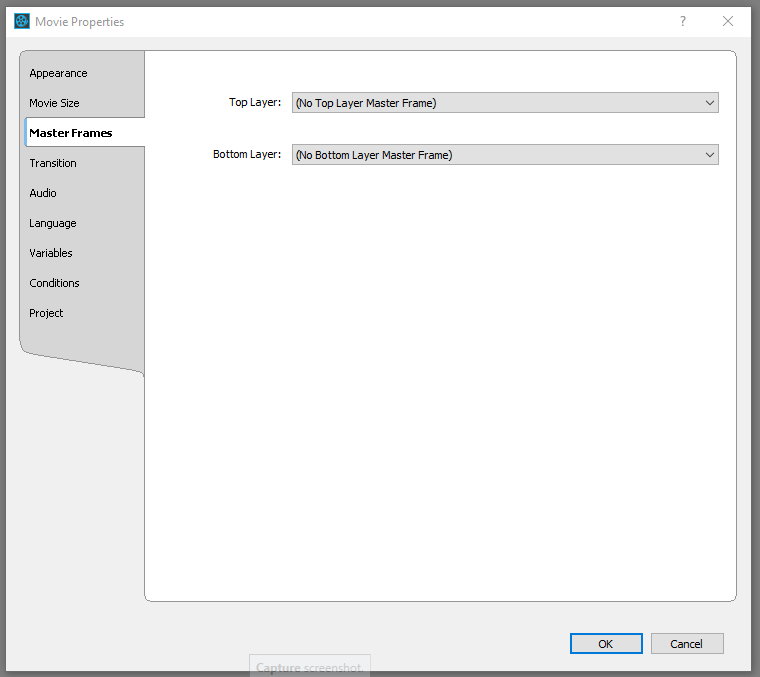 Movie Properties
?
Appearance
Movie Size
Master Frames
Transition
Audio
Language
Variables
Conditions
Project
Top Layer: (No Top Layer Master Frame)
Bottom Layer: (No Bottom Layer Master Frame)
OK Cancel
Capture screenshot.